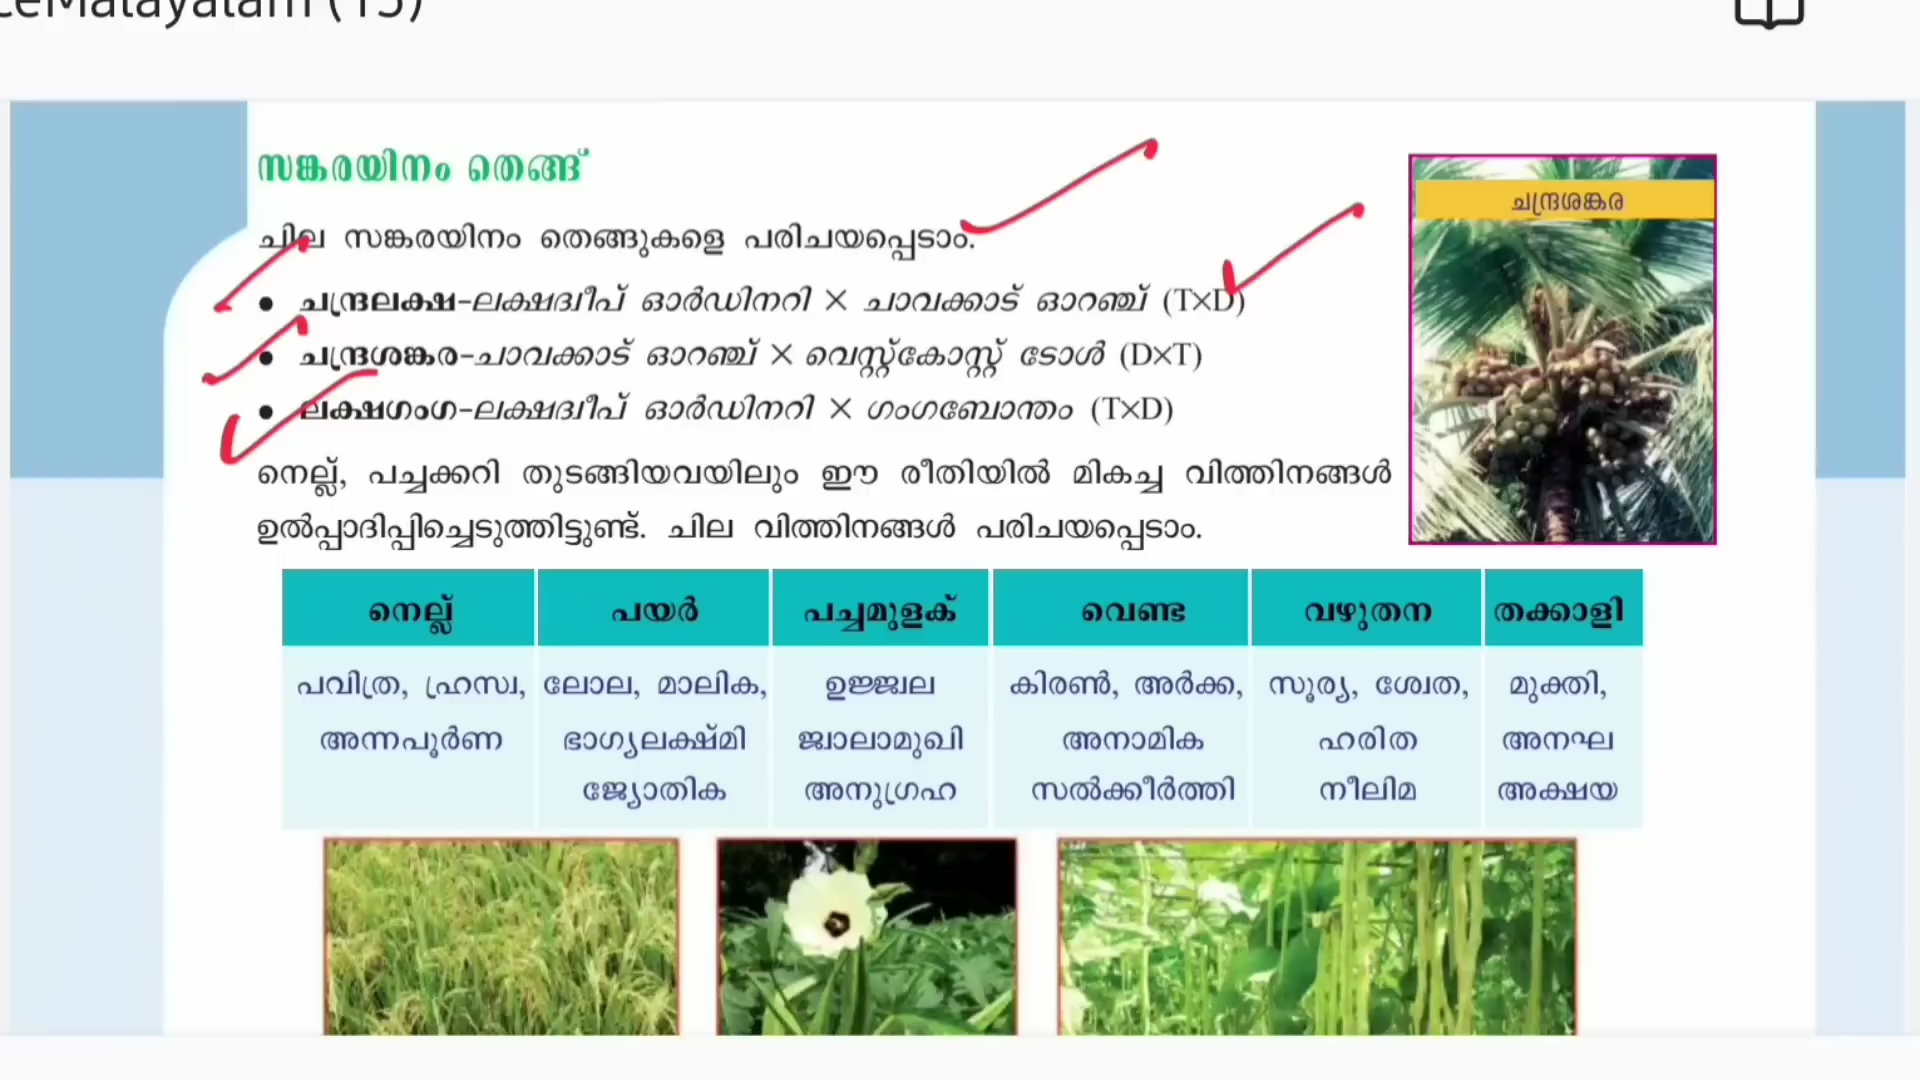 ceMalayalam (15)
സങ്കരയിനം തെങ്ങ്
ചന്ദ്രശങ്കര
ചില സങ്കരയിനം തെങ്ങുകളെ പരിചയപ്പെടാം.
• ചന്ദ്രലക്ഷ-ലക്ഷദ്വീപ് ഓർഡിനറി × ചാവക്കാട് ഓറഞ്ച് (T×D)
• ചന്ദ്രശങ്കര-ചാവക്കാട് ഓറഞ്ച് × വെസ്റ്റ്കോസ്റ്റ് ടോൾ (D×T)
• ലക്ഷഗംഗ-ലക്ഷദ്വീപ് ഓർഡിനറി × ഗംഗബോന്തം (T×D)
നെല്ല്, പച്ചക്കറി തുടങ്ങിയവയിലും ഈ രീതിയിൽ മികച്ച വിത്തിനങ്ങൾ
ഉൽപ്പാദിപ്പിച്ചെടുത്തിട്ടുണ്ട്. ചില വിത്തിനങ്ങൾ പരിചയപ്പെടാം.
നെല്ല് പയർ പച്ചമുളക് വെണ്ട വഴുതന തക്കാളി
പവിത്ര, ഹ്രസ്വ, ലോല, മാലിക, ഉജ്ജ്വല കിരൺ, അർക്ക, സൂര്യ, ശ്വേത, മുക്തി,
അന്നപൂർണ ഭാഗ്യലക്ഷ്മി ജ്വാലാമുഖി അനാമിക ഹരിത അനഘ
ജ്യോതിക അനുഗ്രഹ സൽക്കീർത്തി നീലിമ അക്ഷയ